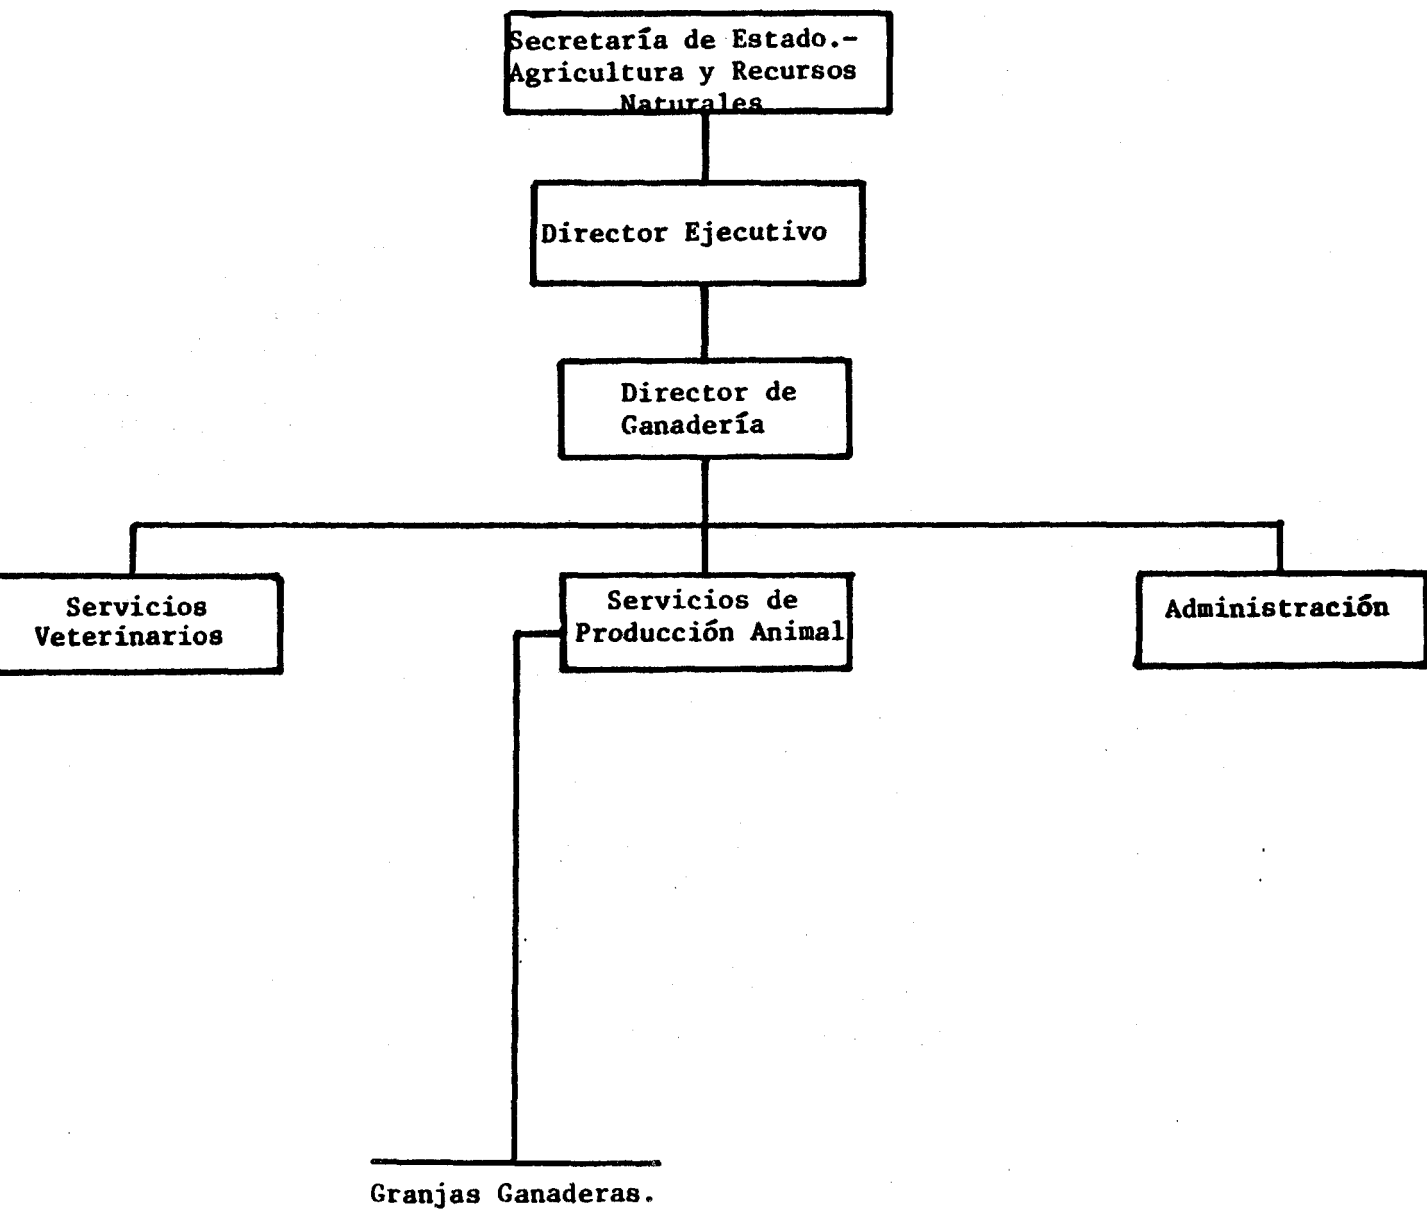 Secretaría de Estado.-
Agricultura y Recursos
Naturales
Director Ejecutivo
Director de
Ganadería
Servicios
Veterinarios
Servicios de
Producción Animal
Administración
Granjas Ganaderas.